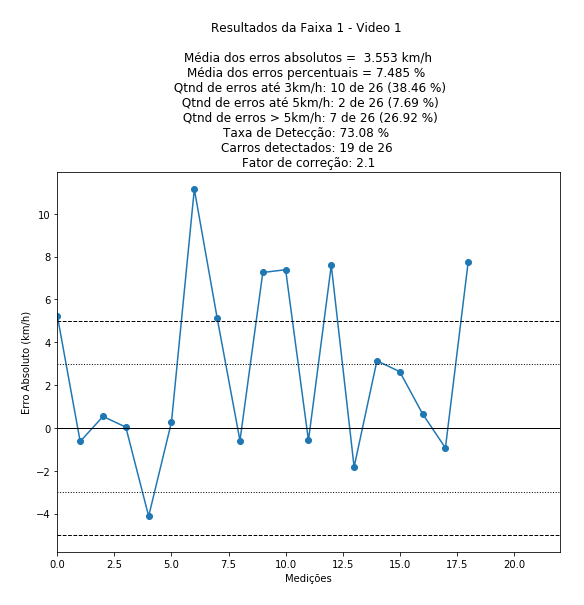 Resultados da Faixa 1 - Video 1
Média dos erros absolutos =  3.553 km/h
Média dos erros percentuais = 7.485 %
Qtnd de erros até 3km/h: 10 de 26 (38.46 %)
Qtnd de erros até 5km/h: 2 de 26 (7.69 %)
Qtnd de erros > 5km/h: 7 de 26 (26.92 %)
Taxa de Detecção: 73.08 %
Carros detectados: 19 de 26
Fator de correção: 2.1
Erro Absoluto (km/h)
10
8
6
4
2
0
−2
−4
0.0 2.5 5.0 7.5 10.0 12.5 15.0 17.5 20.0
Medições